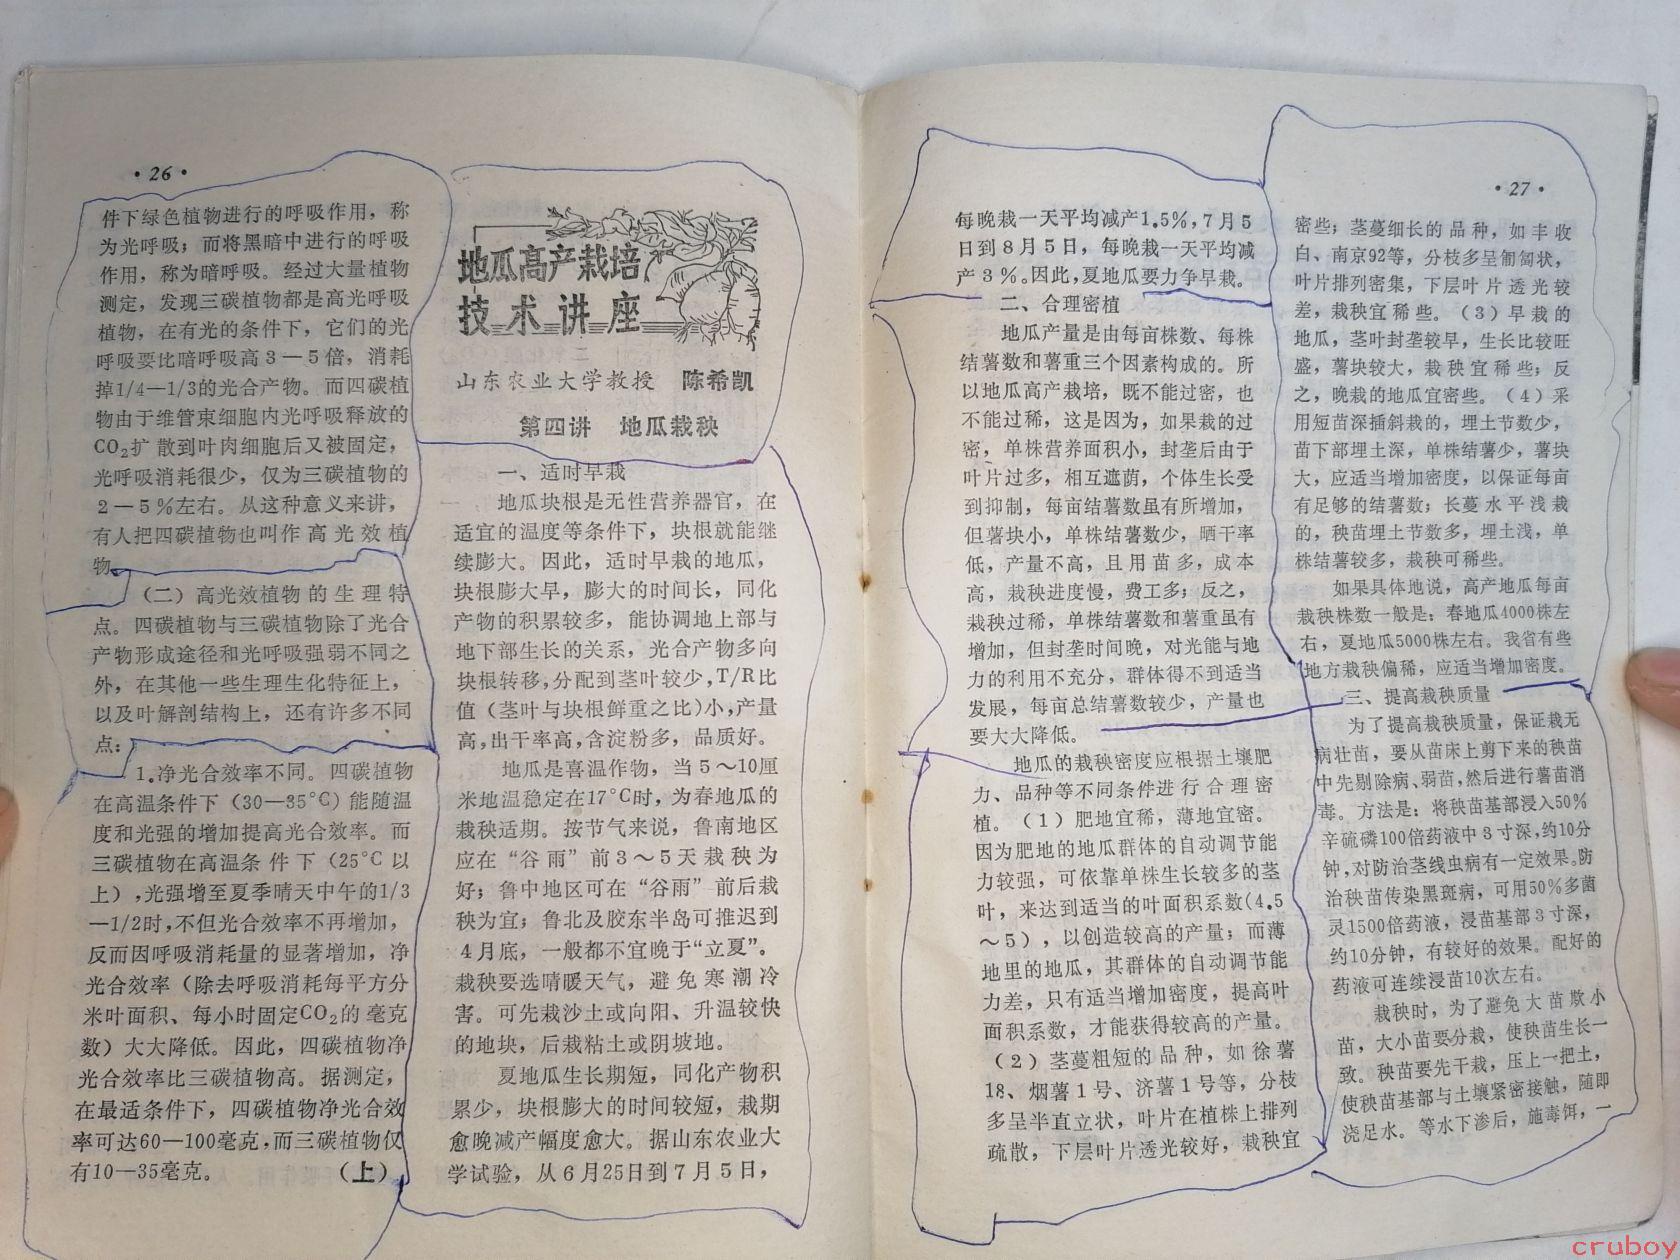 ·26·
件下绿色植物进行的呼吸作用，称
为光呼吸；而将黑暗中进行的呼吸
作用，称为暗呼吸。经过大量植物
测定，发现三碳植物都是高光呼吸
植物，在有光的条件下，它们的光
呼吸要比暗呼吸高3—5倍，消耗
掉1/4—1/3的光合产物。而四碳植
物由于维管束细胞内光呼吸释放的
CO₂扩散到叶肉细胞后又被固定，
光呼吸消耗很少，仅为三碳植物的
2—5%左右。从这种意义来讲，
有人把四碳植物也叫作高光效植
物。
（二）高光效植物的生理特
点。四碳植物与三碳植物除了光合
产物形成途径和光呼吸强弱不同之
外，在其他一些生理生化特征上，
以及叶解剖结构上，还有许多不同
点：
1.净光合效率不同。四碳植物
在高温条件下（30—35°C）能随温
度和光强的增加提高光合效率。而
三碳植物在高温条件下（25°C以
上），光强增至夏季晴天中午的1/3
—1/2时，不但光合效率不再增加，
反而因呼吸消耗量的显著增加，净
光合效率（除去呼吸消耗每平方分
米叶面积、每小时固定CO₂的毫克
数）大大降低。因此，四碳植物净
光合效率比三碳植物高。据测定，
在最适条件下，四碳植物净光合效
率可达60—100毫克，而三碳植物仅
有10—35毫克。（上）
地瓜高产栽培
技术讲座
山东农业大学教授 陈希凯
第四讲 地瓜栽秧
一、适时早栽
地瓜块根是无性营养器官，在
适宜的温度等条件下，块根就能继
续膨大。因此，适时早栽的地瓜，
块根膨大早，膨大的时间长，同化
产物的积累较多，能协调地上部与
地下部生长的关系，光合产物多向
块根转移，分配到茎叶较少，T/R比
值（茎叶与块根鲜重之比）小，产量
高，出干率高，含淀粉多，品质好。
地瓜是喜温作物，当5～10厘
米地温稳定在17°C时，为春地瓜的
栽秧适期。按节气来说，鲁南地区
应在“谷雨”前3～5天栽秧为
好；鲁中地区可在“谷雨”前后栽
秧为宜；鲁北及胶东半岛可推迟到
4月底，一般都不宜晚于“立夏”。
栽秧要选晴暖天气，避免寒潮冷
害。可先栽沙土或向阳、升温较快
的地块，后栽粘土或阴坡地。
夏地瓜生长期短，同化产物积
累少，块根膨大的时间较短，栽期
愈晚减产幅度愈大。据山东农业大
学试验，从6月25日到7月5日，
·27·
每晚栽一天平均减产1.5%，7月5
日到8月5日，每晚栽一天平均减
产3%。因此，夏地瓜要力争早栽。
二、合理密植
地瓜产量是由每亩株数、每株
结薯数和薯重三个因素构成的。所
以地瓜高产栽培，既不能过密，也
不能过稀，这是因为，如果栽的过
密，单株营养面积小，封垄后由于
叶片过多，相互遮荫，个体生长受
到抑制，每亩结薯数虽有所增加，
但薯块小，单株结薯数少，晒干率
低，产量不高，且用苗多，成本
高，栽秧进度慢，费工多；反之，
栽秧过稀，单株结薯数和薯重虽有
增加，但封垄时间晚，对光能与地
力的利用不充分，群体得不到适当
发展，每亩总结薯数较少，产量也
要大大降低。
地瓜的栽秧密度应根据土壤肥
力、品种等不同条件进行合理密
植。（1）肥地宜稀，薄地宜密。
因为肥地的地瓜群体的自动调节能
力较强，可依靠单株生长较多的茎
叶，来达到适当的叶面积系数（4.5
～5），以创造较高的产量；而薄
地里的地瓜，其群体的自动调节能
力差，只有适当增加密度，提高叶
面积系数，才能获得较高的产量。
（2）茎蔓粗短的品种，如徐薯
18、烟薯1号、济薯1号等，分枝
多呈半直立状，叶片在植株上排列
疏散，下层叶片透光较好，栽秧宜
密些；茎蔓细长的品种，如丰收
白、南京92等，分枝多呈匍匐状，
叶片排列密集，下层叶片透光较
差，栽秧宜稀些。（3）早栽的
地瓜，茎叶封垄较早，生长比较旺
盛，薯块较大，栽秧宜稀些；反
之，晚栽的地瓜宜密些。（4）采
用短苗深插斜栽的，埋土节数少，
苗下部埋土深，单株结薯少，薯块
大，应适当增加密度，以保证每亩
有足够的结薯数；长蔓水平浅栽
的，秧苗埋土节数多，埋土浅，单
株结薯较多，栽秧可稀些。
如果具体地说，高产地瓜每亩
栽秧株数一般是：春地瓜4000株左
右，夏地瓜5000株左右。我省有些
地方栽秧偏稀，应适当增加密度。
三、提高栽秧质量
为了提高栽秧质量，保证栽无
病壮苗，要从苗床上剪下来的秧苗
中先剔除病、弱苗，然后进行薯苗消
毒。方法是：将秧苗基部浸入50%
辛硫磷100倍药液中3寸深，约10分
钟，对防治茎线虫病有一定效果。防
治秧苗传染黑斑病，可用50%多菌
灵1500倍药液，浸苗基部3寸深，
约10分钟，有较好的效果。配好的
药液可连续浸苗10次左右。
栽秧时，为了避免大苗欺小
苗，大小苗要分栽，使秧苗生长一
致。秧苗要先干栽，压上一把土，
使秧苗基部与土壤紧密接触，随即
浇足水。等水下渗后，施毒饵，一
cruboy